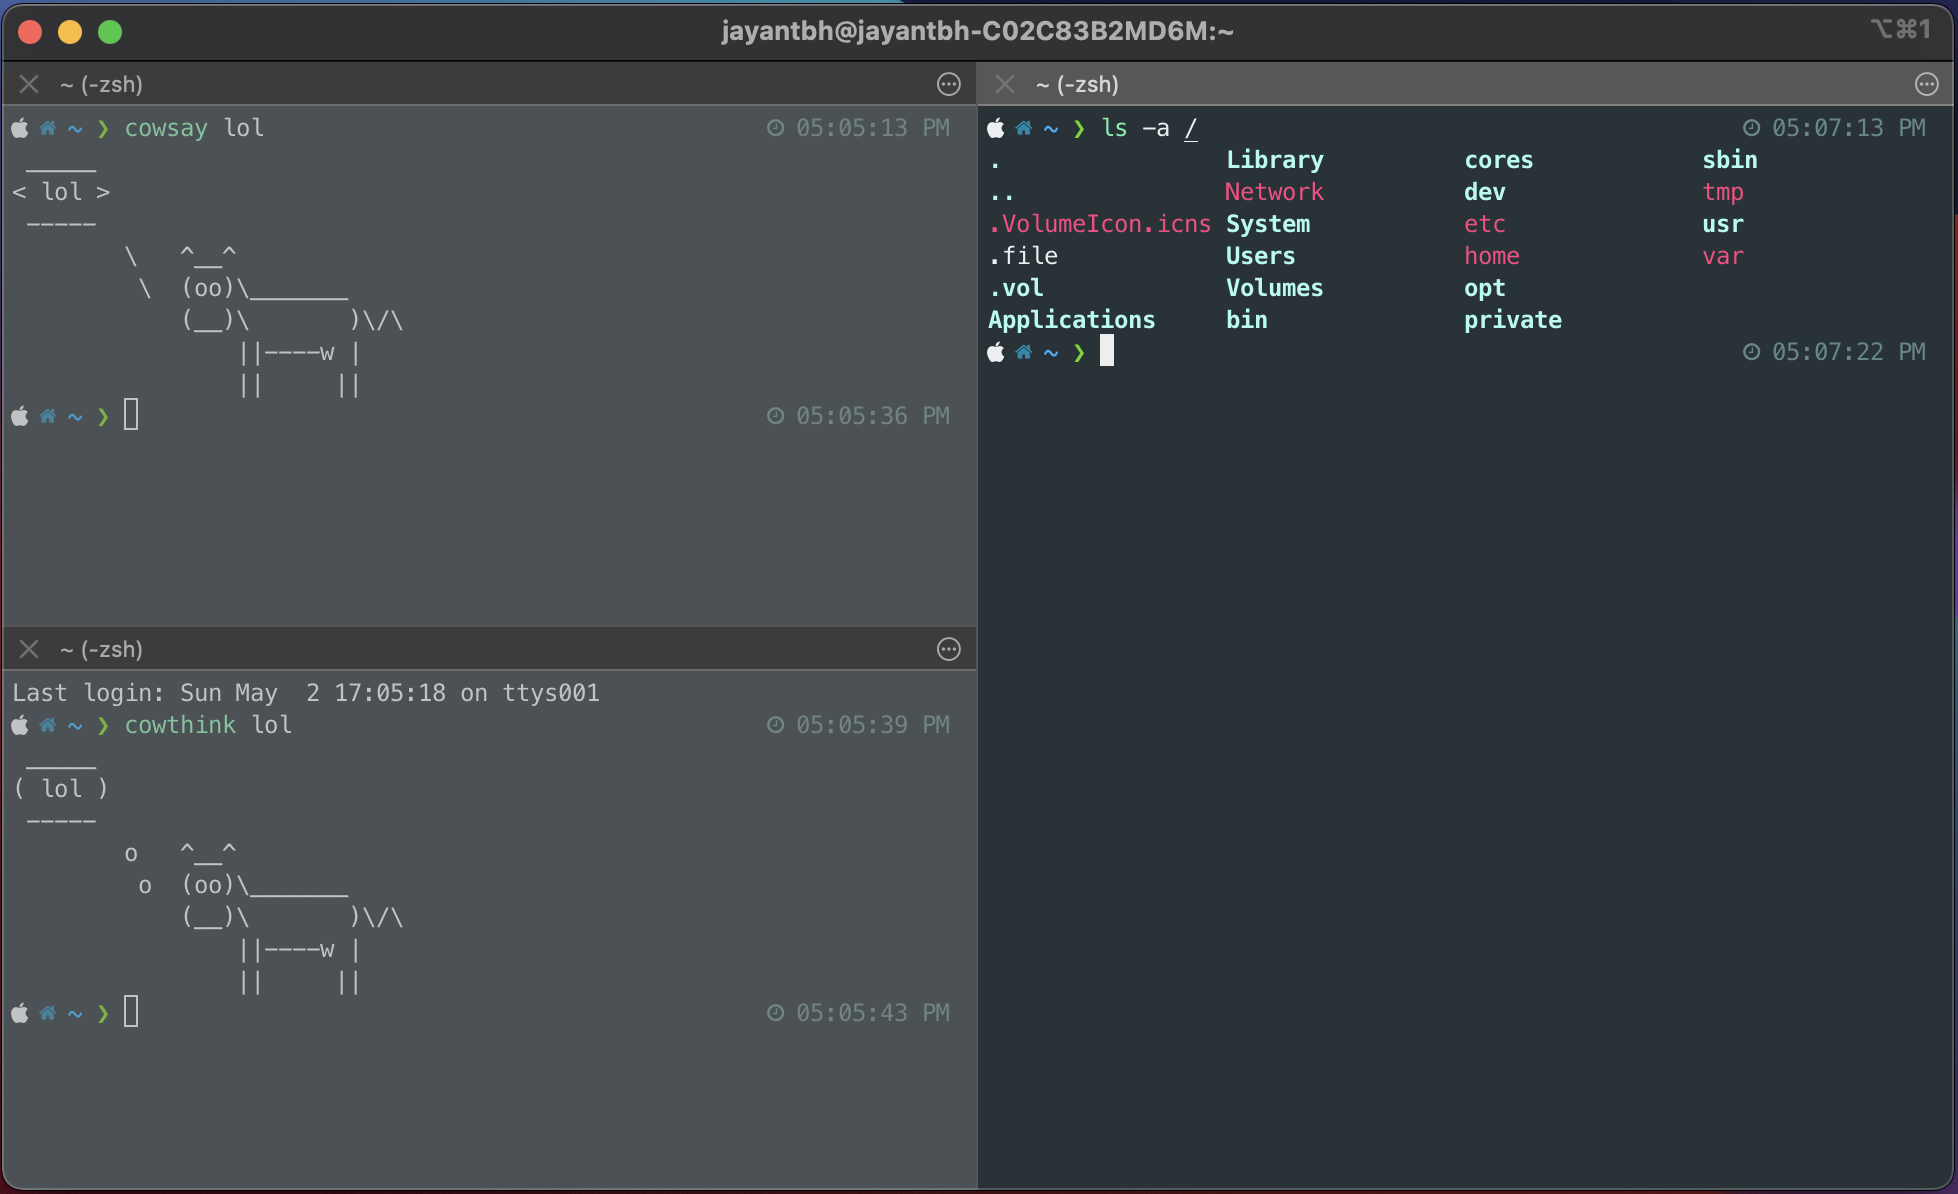 jayantbh@jayantbh-C02C83B2MD6M:~
⌥⌘1
~ (-zsh)
~ ❯ cowsay lol 05:05:13 PM
 _____
< lol >
 -----
        \   ^__^
         \  (oo)\_______
            (__)\       )\/\
                ||----w |
                ||     ||
~ ❯ 05:05:36 PM
~ (-zsh)
Last login: Sun May  2 17:05:18 on ttys001
~ ❯ cowthink lol 05:05:39 PM
 _____
( lol )
 -----
        o   ^__^
         o  (oo)\_______
            (__)\       )\/\
                ||----w |
                ||     ||
~ ❯ 05:05:43 PM
~ (-zsh)
~ ❯ ls -a / 05:07:13 PM
.                Library          cores            sbin
..               Network          dev              tmp
.VolumeIcon.icns System           etc              usr
.file            Users            home             var
.vol             Volumes          opt
Applications     bin              private
~ ❯ 05:07:22 PM